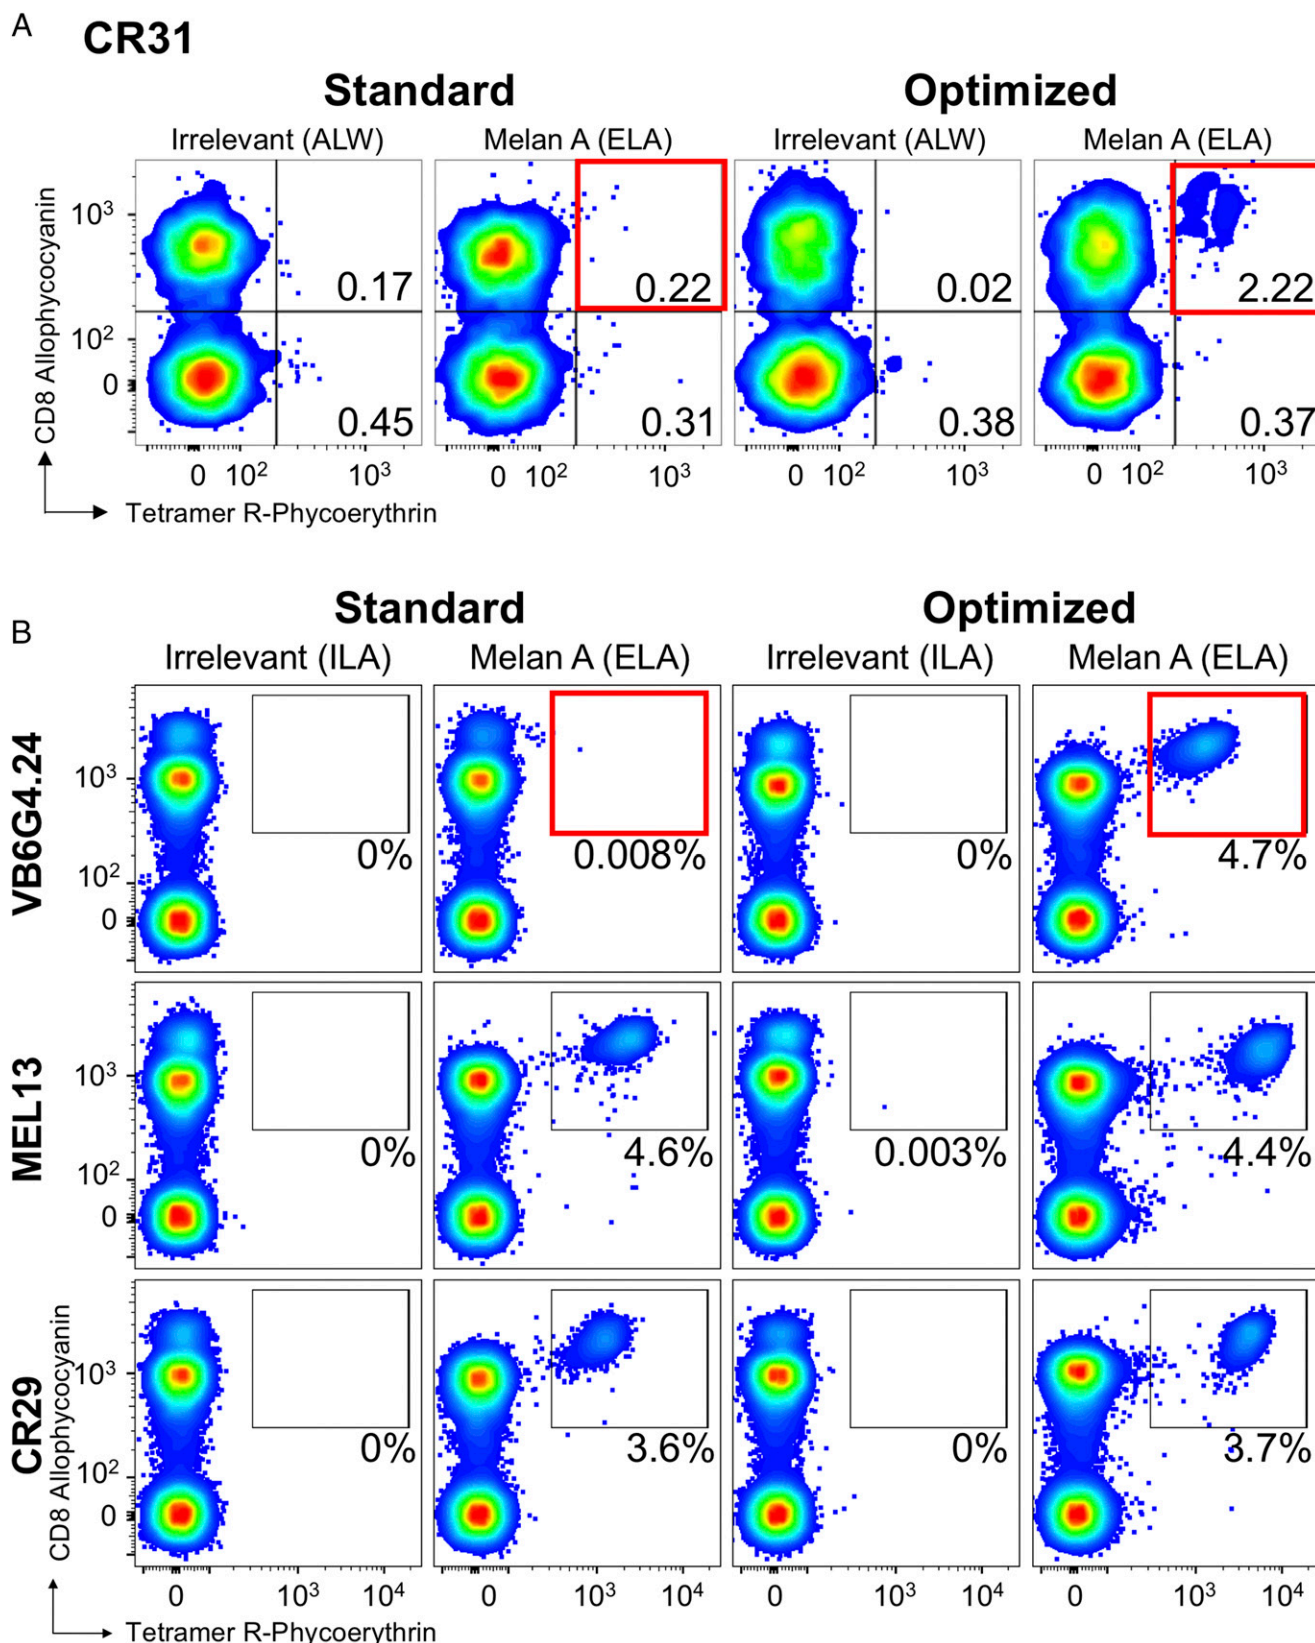 A
CR31
Standard Optimized
Irrelevant (ALW) Melan A (ELA) Irrelevant (ALW) Melan A (ELA)
CD8 Allophycocyanin
10³
0.17 0.22 0.02 2.22
10²
0
0.45 0.31 0.38 0.37
0 10² 10³ 0 10² 10³ 0 10² 10³ 0 10² 10³
Tetramer R-Phycoerythrin
B
Standard Optimized
Irrelevant (ILA) Melan A (ELA) Irrelevant (ILA) Melan A (ELA)
VB6G4.24
10³
0% 0.008% 0% 4.7%
10²
0
MEL13
10³
0% 4.6% 0.003% 4.4%
10²
0
CR29
CD8 Allophycocyanin
10³
0% 3.6% 0% 3.7%
10²
0
0 10³ 10⁴ 0 10³ 10⁴ 0 10³ 10⁴ 0 10³ 10⁴
Tetramer R-Phycoerythrin